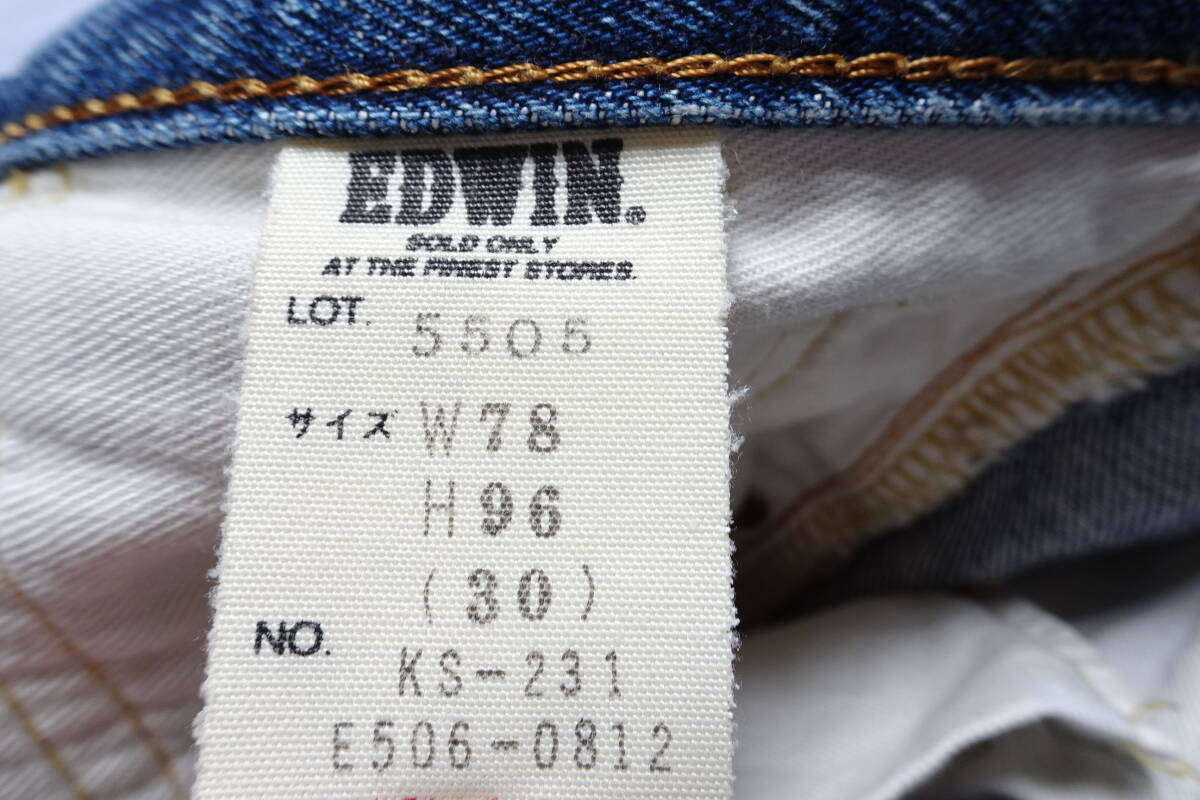 EDWIN®
SOLD ONLY
AT THE FINEST STORES.
LOT. 5505
サイズ W78
H96
(30)
NO.
KS-231
E506-0812